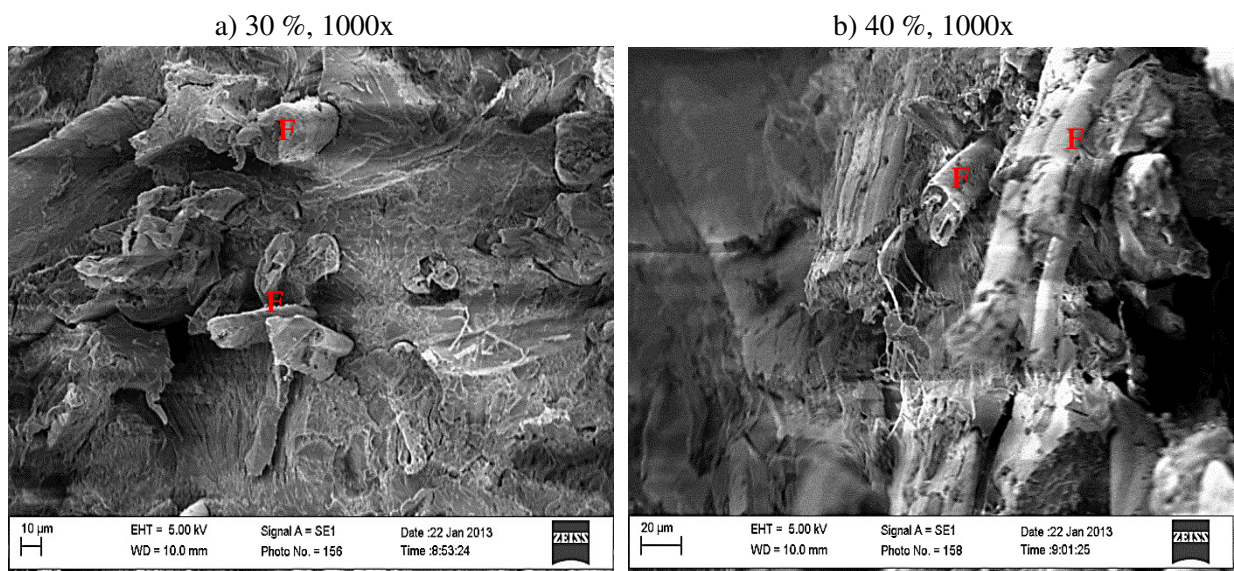 a) 30 %, 1000x
b) 40 %, 1000x
F
F
F
F
10 µm
EHT = 5.00 kV
Signal A = SE1
Date :22 Jan 2013
WD = 10.0 mm
Photo No. = 156
Time :8:53:24
ZEISS
20 µm
EHT = 5.00 kV
Signal A = SE1
Date :22 Jan 2013
WD = 10.0 mm
Photo No. = 158
Time :9:01:25
ZEISS